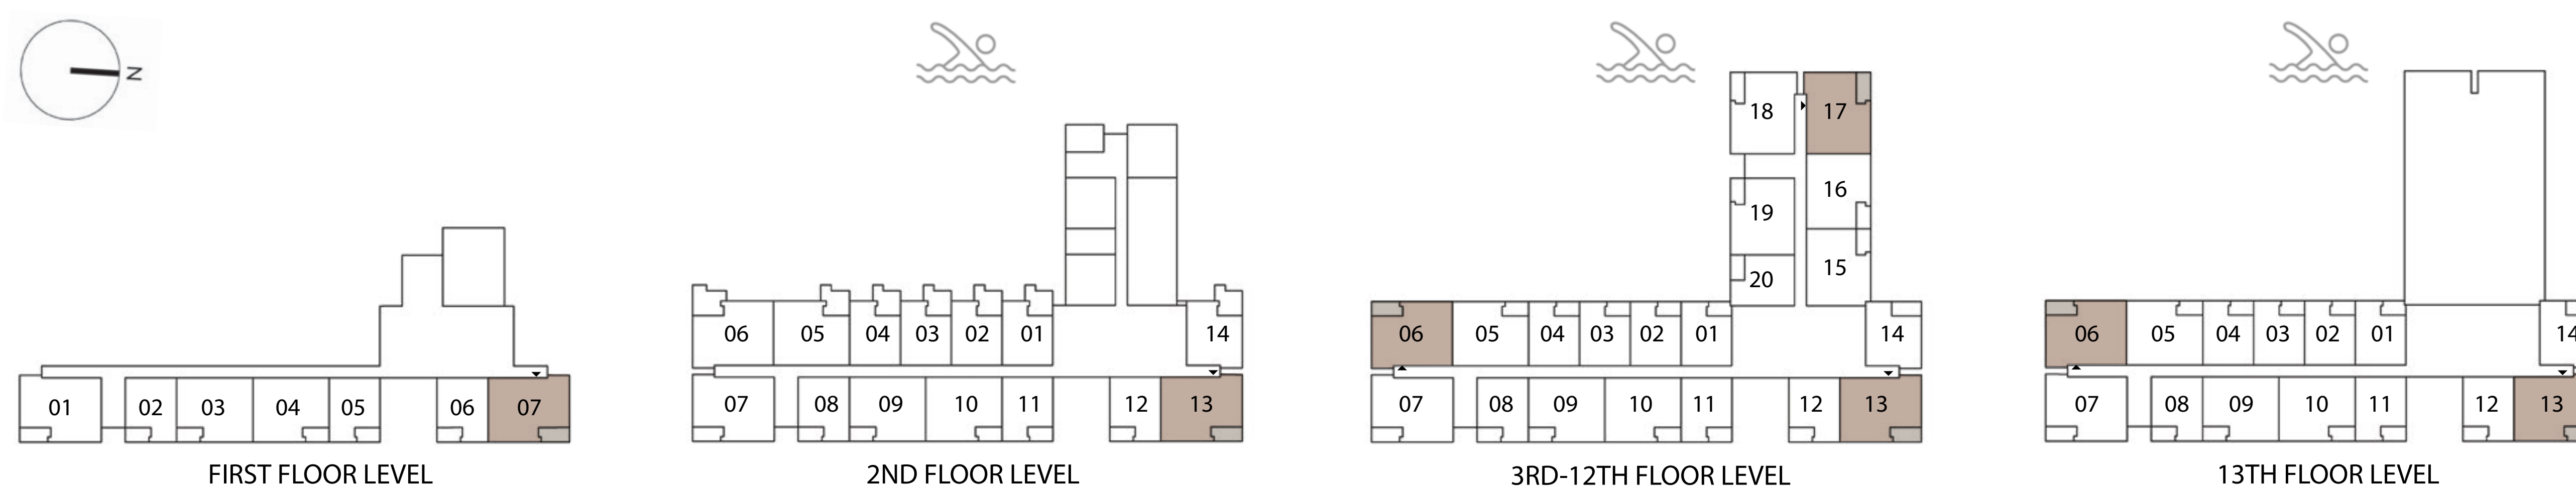 N
18 17
16
19
15
20
06 05 04 03 02 01 14
06 05 04 03 02 01 14
06 05 04 03 02 01 14
01 02 03 04 05 06 07
07 08 09 10 11 12 13
07 08 09 10 11 12 13
07 08 09 10 11 12 13
FIRST FLOOR LEVEL
2ND FLOOR LEVEL
3RD-12TH FLOOR LEVEL
13TH FLOOR LEVEL